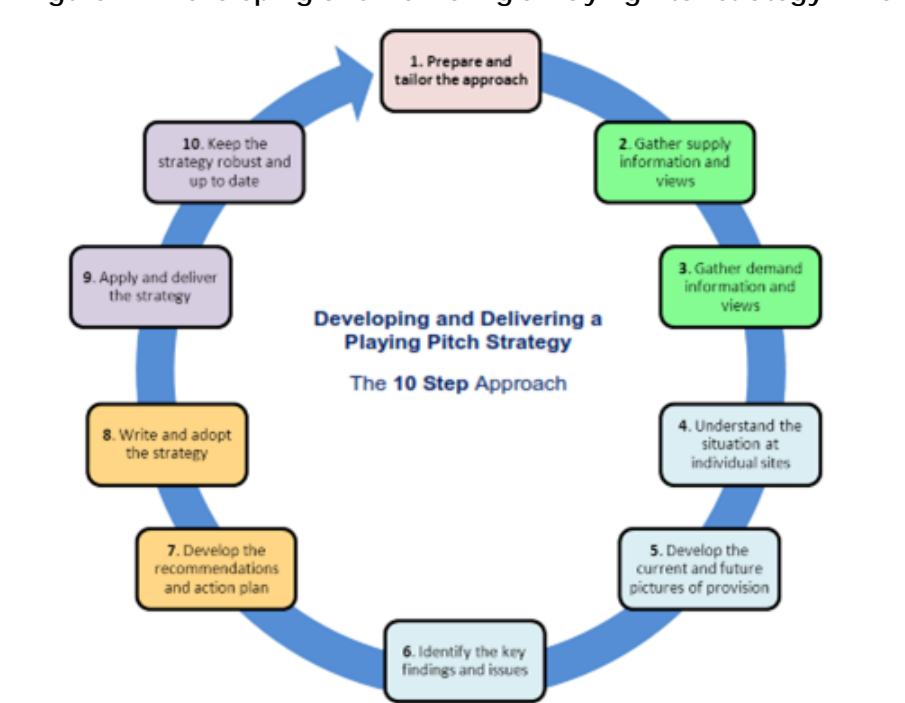 1. Prepare and
tailor the approach
2. Gather supply
information and
views
3. Gather demand
information and
views
4. Understand the
situation at
individual sites
5. Develop the
current and future
pictures of provision
6. Identify the key
findings and issues
7. Develop the
recommendations
and action plan
8. Write and adopt
the strategy
9. Apply and deliver
the strategy
10. Keep the
strategy robust and
up to date
Developing and Delivering a
Playing Pitch Strategy
The 10 Step Approach